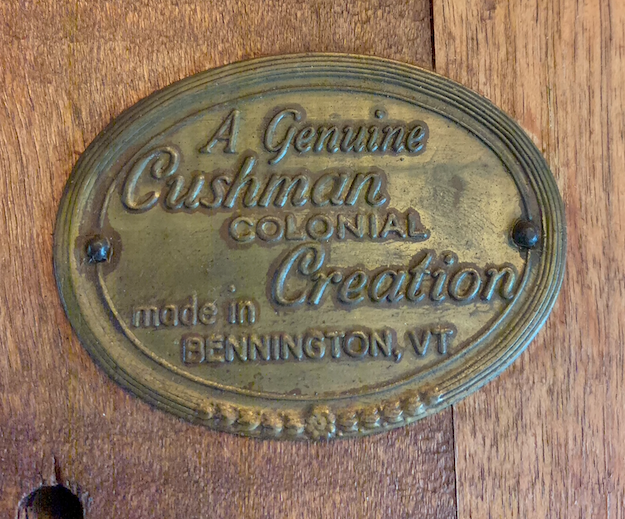 A Genuine
Cushman
COLONIAL
Creation
made in
BENNINGTON, VT